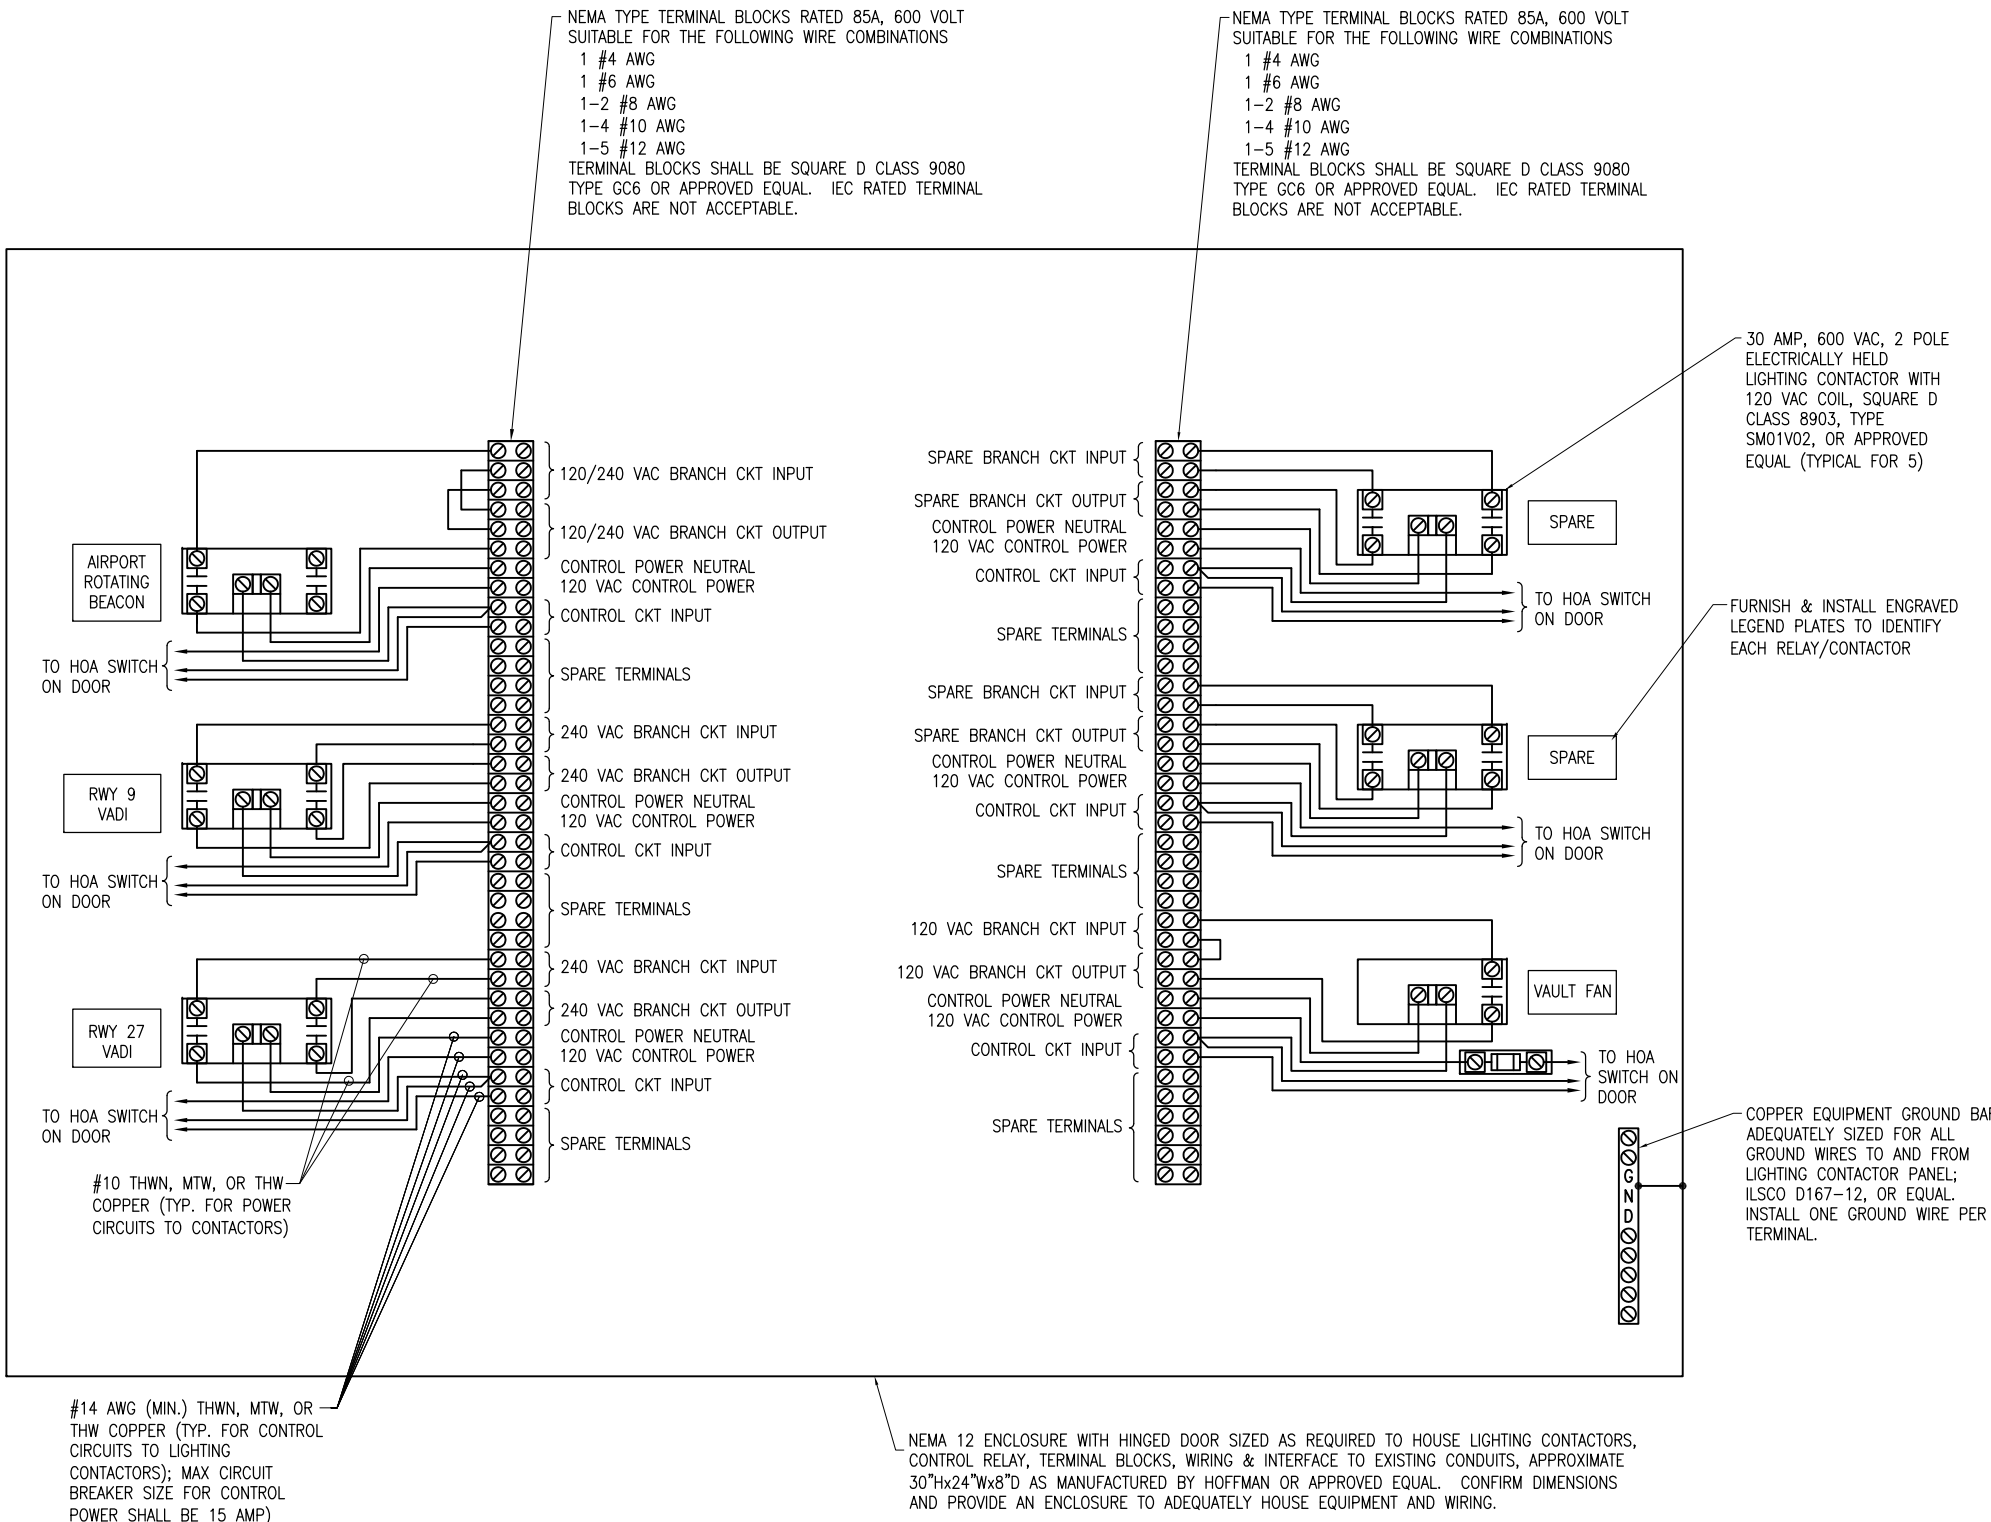 NEMA TYPE TERMINAL BLOCKS RATED 85A, 600 VOLT
SUITABLE FOR THE FOLLOWING WIRE COMBINATIONS
1 #4 AWG
1 #6 AWG
1-2 #8 AWG
1-4 #10 AWG
1-5 #12 AWG
TERMINAL BLOCKS SHALL BE SQUARE D CLASS 9080
TYPE GC6 OR APPROVED EQUAL. IEC RATED TERMINAL
BLOCKS ARE NOT ACCEPTABLE.
NEMA TYPE TERMINAL BLOCKS RATED 85A, 600 VOLT
SUITABLE FOR THE FOLLOWING WIRE COMBINATIONS
1 #4 AWG
1 #6 AWG
1-2 #8 AWG
1-4 #10 AWG
1-5 #12 AWG
TERMINAL BLOCKS SHALL BE SQUARE D CLASS 9080
TYPE GC6 OR APPROVED EQUAL. IEC RATED TERMINAL
BLOCKS ARE NOT ACCEPTABLE.
30 AMP, 600 VAC, 2 POLE
ELECTRICALLY HELD
LIGHTING CONTACTOR WITH
120 VAC COIL, SQUARE D
CLASS 8903, TYPE
SM01V02, OR APPROVED
EQUAL (TYPICAL FOR 5)
AIRPORT
ROTATING
BEACON
TO HOA SWITCH
ON DOOR
120/240 VAC BRANCH CKT INPUT
120/240 VAC BRANCH CKT OUTPUT
CONTROL POWER NEUTRAL
120 VAC CONTROL POWER
CONTROL CKT INPUT
SPARE TERMINALS
RWY 9
VADI
TO HOA SWITCH
ON DOOR
240 VAC BRANCH CKT INPUT
240 VAC BRANCH CKT OUTPUT
CONTROL POWER NEUTRAL
120 VAC CONTROL POWER
CONTROL CKT INPUT
SPARE TERMINALS
RWY 27
VADI
TO HOA SWITCH
ON DOOR
240 VAC BRANCH CKT INPUT
240 VAC BRANCH CKT OUTPUT
CONTROL POWER NEUTRAL
120 VAC CONTROL POWER
CONTROL CKT INPUT
SPARE TERMINALS
#10 THWN, MTW, OR THW
COPPER (TYP. FOR POWER
CIRCUITS TO CONTACTORS)
SPARE BRANCH CKT INPUT
SPARE BRANCH CKT OUTPUT
CONTROL POWER NEUTRAL
120 VAC CONTROL POWER
CONTROL CKT INPUT
SPARE TERMINALS
SPARE
TO HOA SWITCH
ON DOOR
FURNISH & INSTALL ENGRAVED
LEGEND PLATES TO IDENTIFY
EACH RELAY/CONTACTOR
SPARE BRANCH CKT INPUT
SPARE BRANCH CKT OUTPUT
CONTROL POWER NEUTRAL
120 VAC CONTROL POWER
CONTROL CKT INPUT
SPARE TERMINALS
SPARE
TO HOA SWITCH
ON DOOR
120 VAC BRANCH CKT INPUT
120 VAC BRANCH CKT OUTPUT
CONTROL POWER NEUTRAL
120 VAC CONTROL POWER
CONTROL CKT INPUT
SPARE TERMINALS
VAULT FAN
TO HOA
SWITCH ON
DOOR
GND
COPPER EQUIPMENT GROUND BAR
ADEQUATELY SIZED FOR ALL
GROUND WIRES TO AND FROM
LIGHTING CONTACTOR PANEL;
ILSCO D167-12, OR EQUAL.
INSTALL ONE GROUND WIRE PER
TERMINAL.
#14 AWG (MIN.) THWN, MTW, OR
THW COPPER (TYP. FOR CONTROL
CIRCUITS TO LIGHTING
CONTACTORS); MAX CIRCUIT
BREAKER SIZE FOR CONTROL
POWER SHALL BE 15 AMP)
NEMA 12 ENCLOSURE WITH HINGED DOOR SIZED AS REQUIRED TO HOUSE LIGHTING CONTACTORS,
CONTROL RELAY, TERMINAL BLOCKS, WIRING & INTERFACE TO EXISTING CONDUITS, APPROXIMATE
30"Hx24"Wx8"D AS MANUFACTURED BY HOFFMAN OR APPROVED EQUAL. CONFIRM DIMENSIONS
AND PROVIDE AN ENCLOSURE TO ADEQUATELY HOUSE EQUIPMENT AND WIRING.